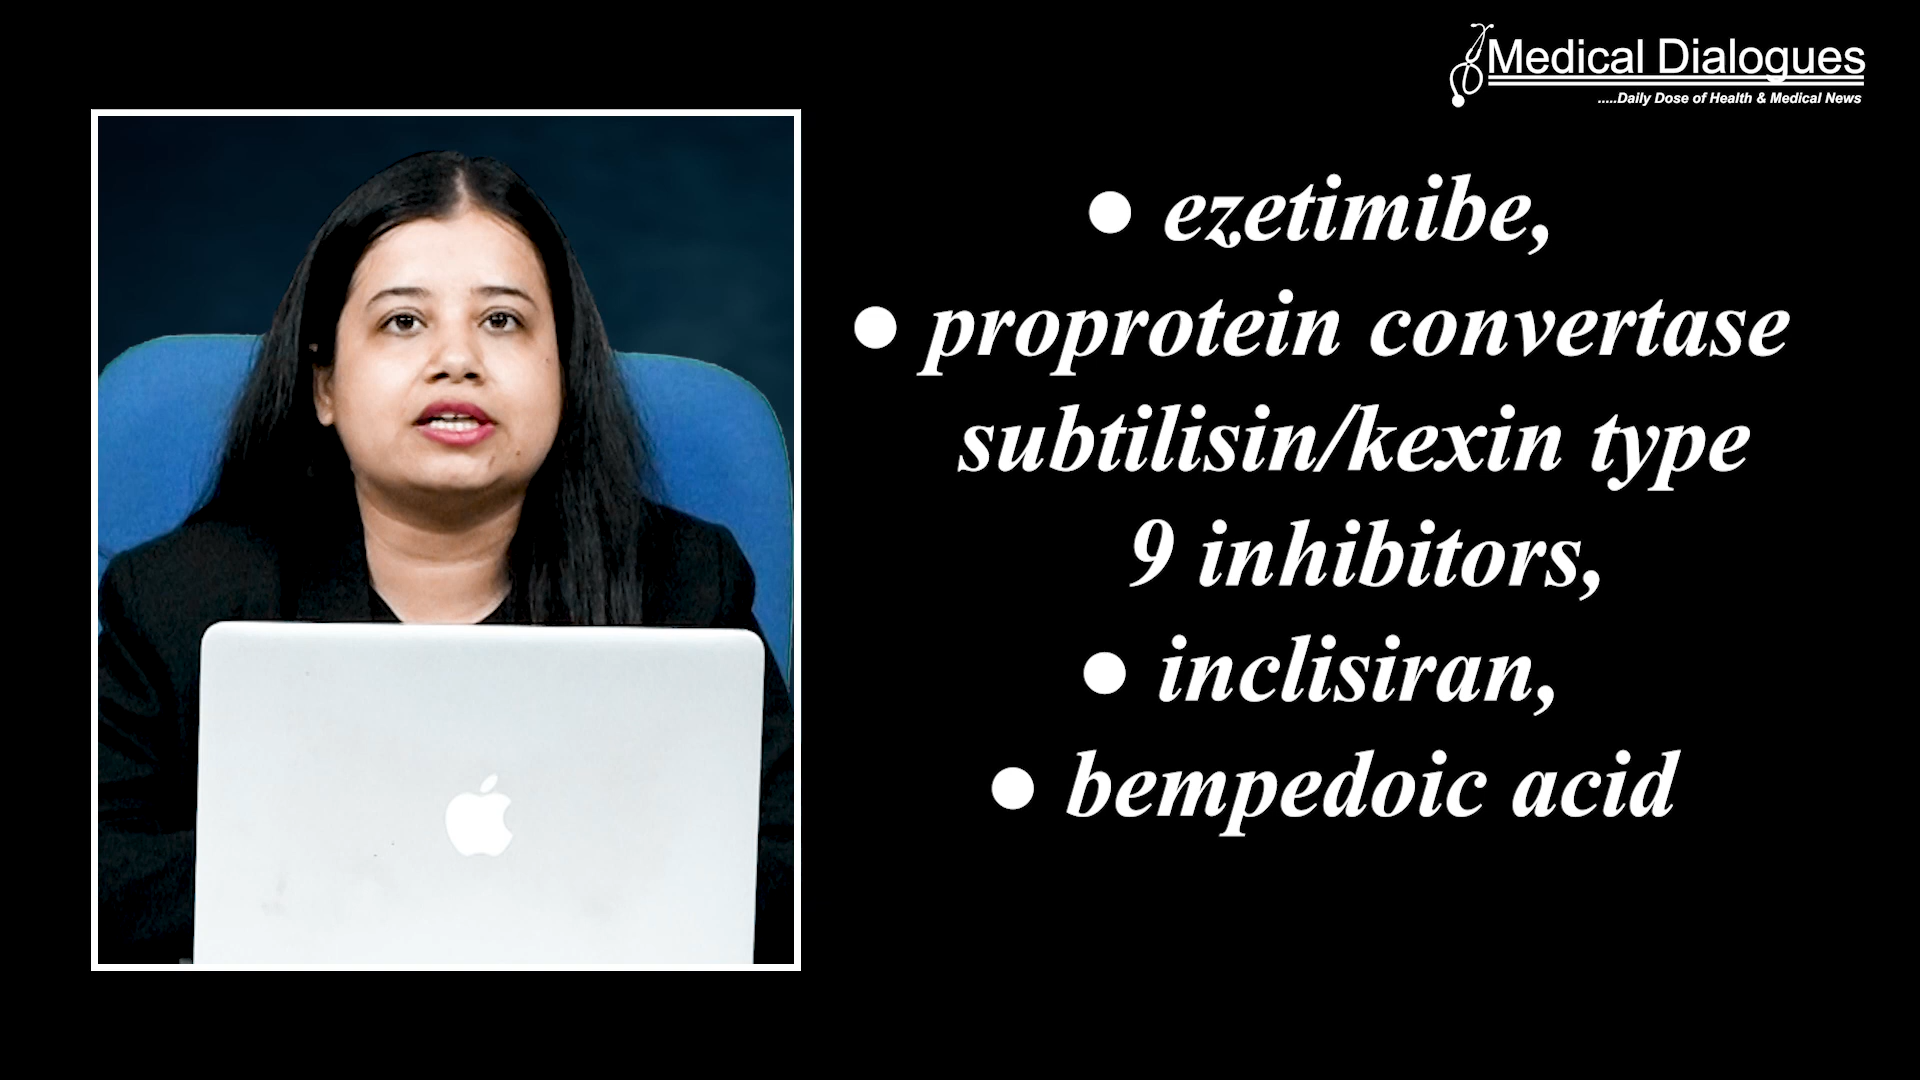 Medical Dialogues
.....Daily Dose of Health & Medical News
● ezetimibe,
● proprotein convertase
subtilisin/kexin type
9 inhibitors,
● inclisiran,
● bempedoic acid